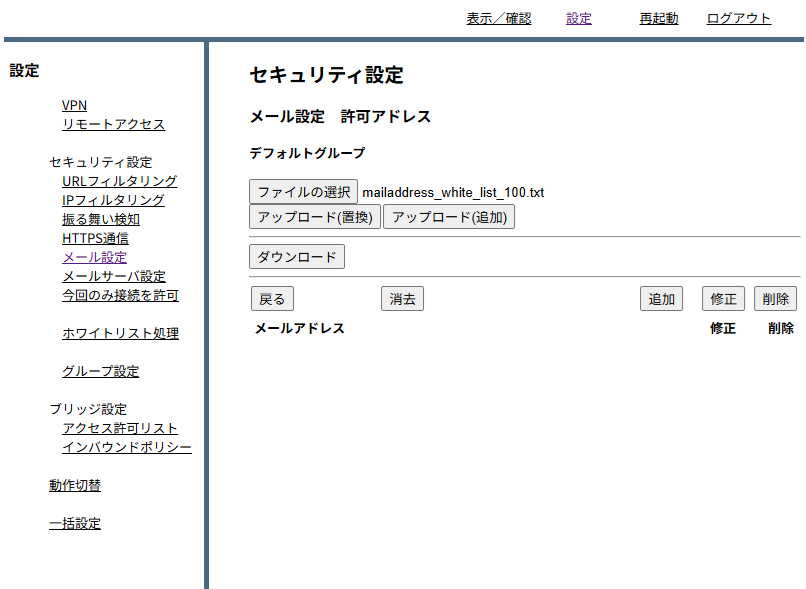 表示／確認 設定 再起動 ログアウト
設定
VPN
リモートアクセス
セキュリティ設定
URLフィルタリング
IPフィルタリング
振る舞い検知
HTTPS通信
メール設定
メールサーバ設定
今回のみ接続を許可
ホワイトリスト処理
グループ設定
ブリッジ設定
アクセス許可リスト
インバウンドポリシー
動作切替
一括設定
セキュリティ設定
メール設定　許可アドレス
デフォルトグループ
ファイルの選択 mailaddress_white_list_100.txt
アップロード(置換) アップロード(追加)
ダウンロード
戻る 消去 追加 修正 削除
メールアドレス 修正 削除